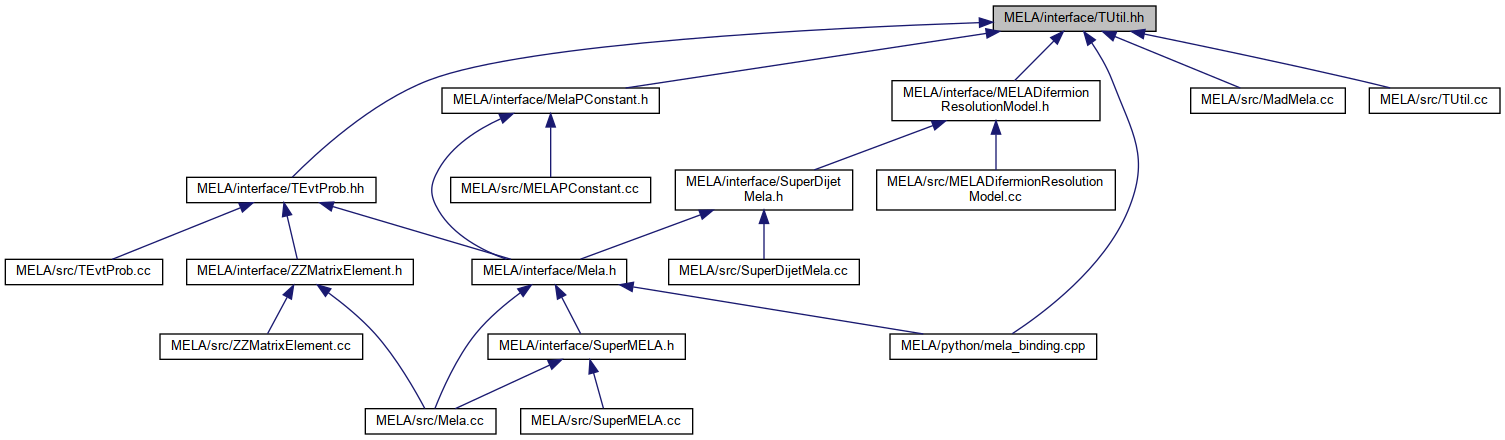 MELA/interface/TUtil.hh
MELA/interface/MelaPConstant.h
MELA/interface/MELADifermion
ResolutionModel.h
MELA/src/MadMela.cc
MELA/src/TUtil.cc
MELA/interface/TEvtProb.hh
MELA/src/MELAPConstant.cc
MELA/interface/SuperDijet
Mela.h
MELA/src/MELADifermionResolution
Model.cc
MELA/src/TEvtProb.cc
MELA/interface/ZZMatrixElement.h
MELA/interface/Mela.h
MELA/src/SuperDijetMela.cc
MELA/src/ZZMatrixElement.cc
MELA/interface/SuperMELA.h
MELA/python/mela_binding.cpp
MELA/src/Mela.cc
MELA/src/SuperMELA.cc